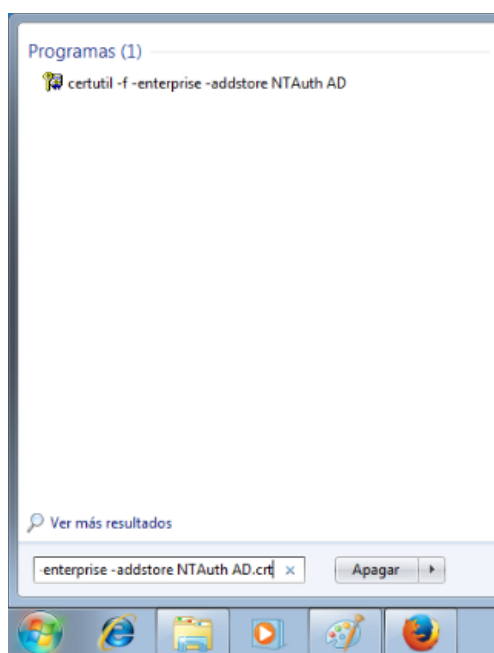 Programas (1)
certutil -f -enterprise -addstore NTAuth AD
Ver más resultados
-enterprise -addstore NTAuth AD.crt
Apagar